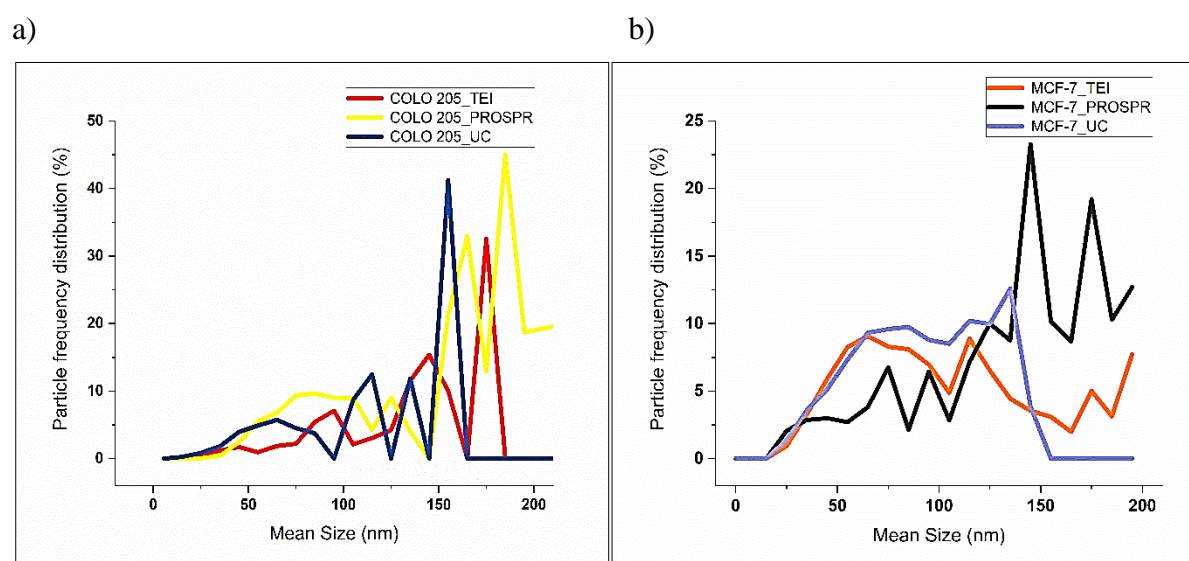 a)
b)
COLO 205_TEI
COLO 205_PROSPR
COLO 205_UC
50
40
30
20
10
0
Particle frequency distribution (%)
0 50 100 150 200
Mean Size (nm)
MCF-7_TEI
MCF-7_PROSPR
MCF-7_UC
25
20
15
10
5
0
Particle frequency distribution (%)
0 50 100 150 200
Mean Size (nm)